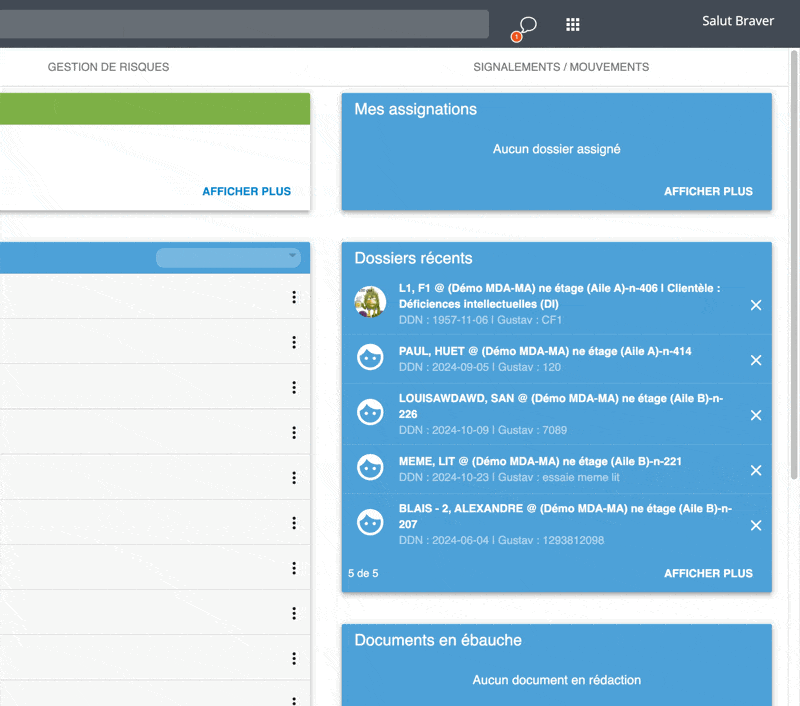 Salut Braver
1
GESTION DE RISQUES
SIGNALEMENTS / MOUVEMENTS
AFFICHER PLUS
Mes assignations
Aucun dossier assigné
AFFICHER PLUS
Dossiers récents
L1, F1 @ (Démo MDA-MA) ne étage (Aile A)-n-406 | Clientèle :
Déficiences intellectuelles (DI)
DDN : 1957-11-06 | Gustav : CF1
PAUL, HUET @ (Démo MDA-MA) ne étage (Aile A)-n-414
DDN : 2024-09-05 | Gustav : 120
LOUISAWDAWD, SAN @ (Démo MDA-MA) ne étage (Aile B)-n-
226
DDN : 2024-10-09 | Gustav : 7089
MEME, LIT @ (Démo MDA-MA) ne étage (Aile B)-n-221
DDN : 2024-10-23 | Gustav : essaie meme lit
BLAIS - 2, ALEXANDRE @ (Démo MDA-MA) ne étage (Aile B)-n-
207
DDN : 2024-06-04 | Gustav : 1293812098
5 de 5
AFFICHER PLUS
Documents en ébauche
Aucun document en rédaction